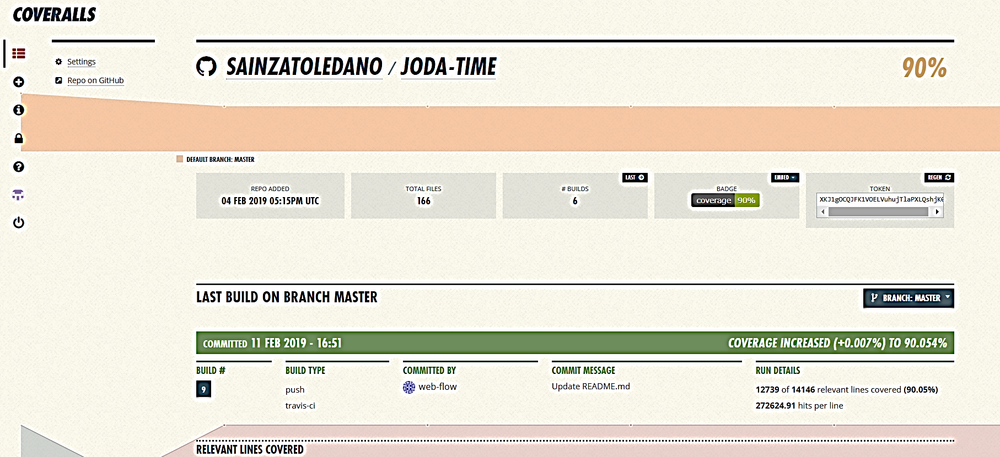 COVERALLS
Settings
Repo on GitHub
SAINZATOLEDANO / JODA-TIME
90%
DEFAULT BRANCH: MASTER
REPO ADDED
04 FEB 2019 05:15PM UTC
TOTAL FILES
166
LAST
# BUILDS
6
EMBED
BADGE
coverage 90%
REGEN
TOKEN
LAST BUILD ON BRANCH MASTER
BRANCH: MASTER
COMMITTED 11 FEB 2019 - 16:51
COVERAGE INCREASED (+0.007%) TO 90.054%
BUILD #
9
BUILD TYPE
push
travis-ci
COMMITTED BY
web-flow
COMMIT MESSAGE
Update README.md
RUN DETAILS
12739 of 14146 relevant lines covered (90.05%)
272624.91 hits per line
RELEVANT LINES COVERED